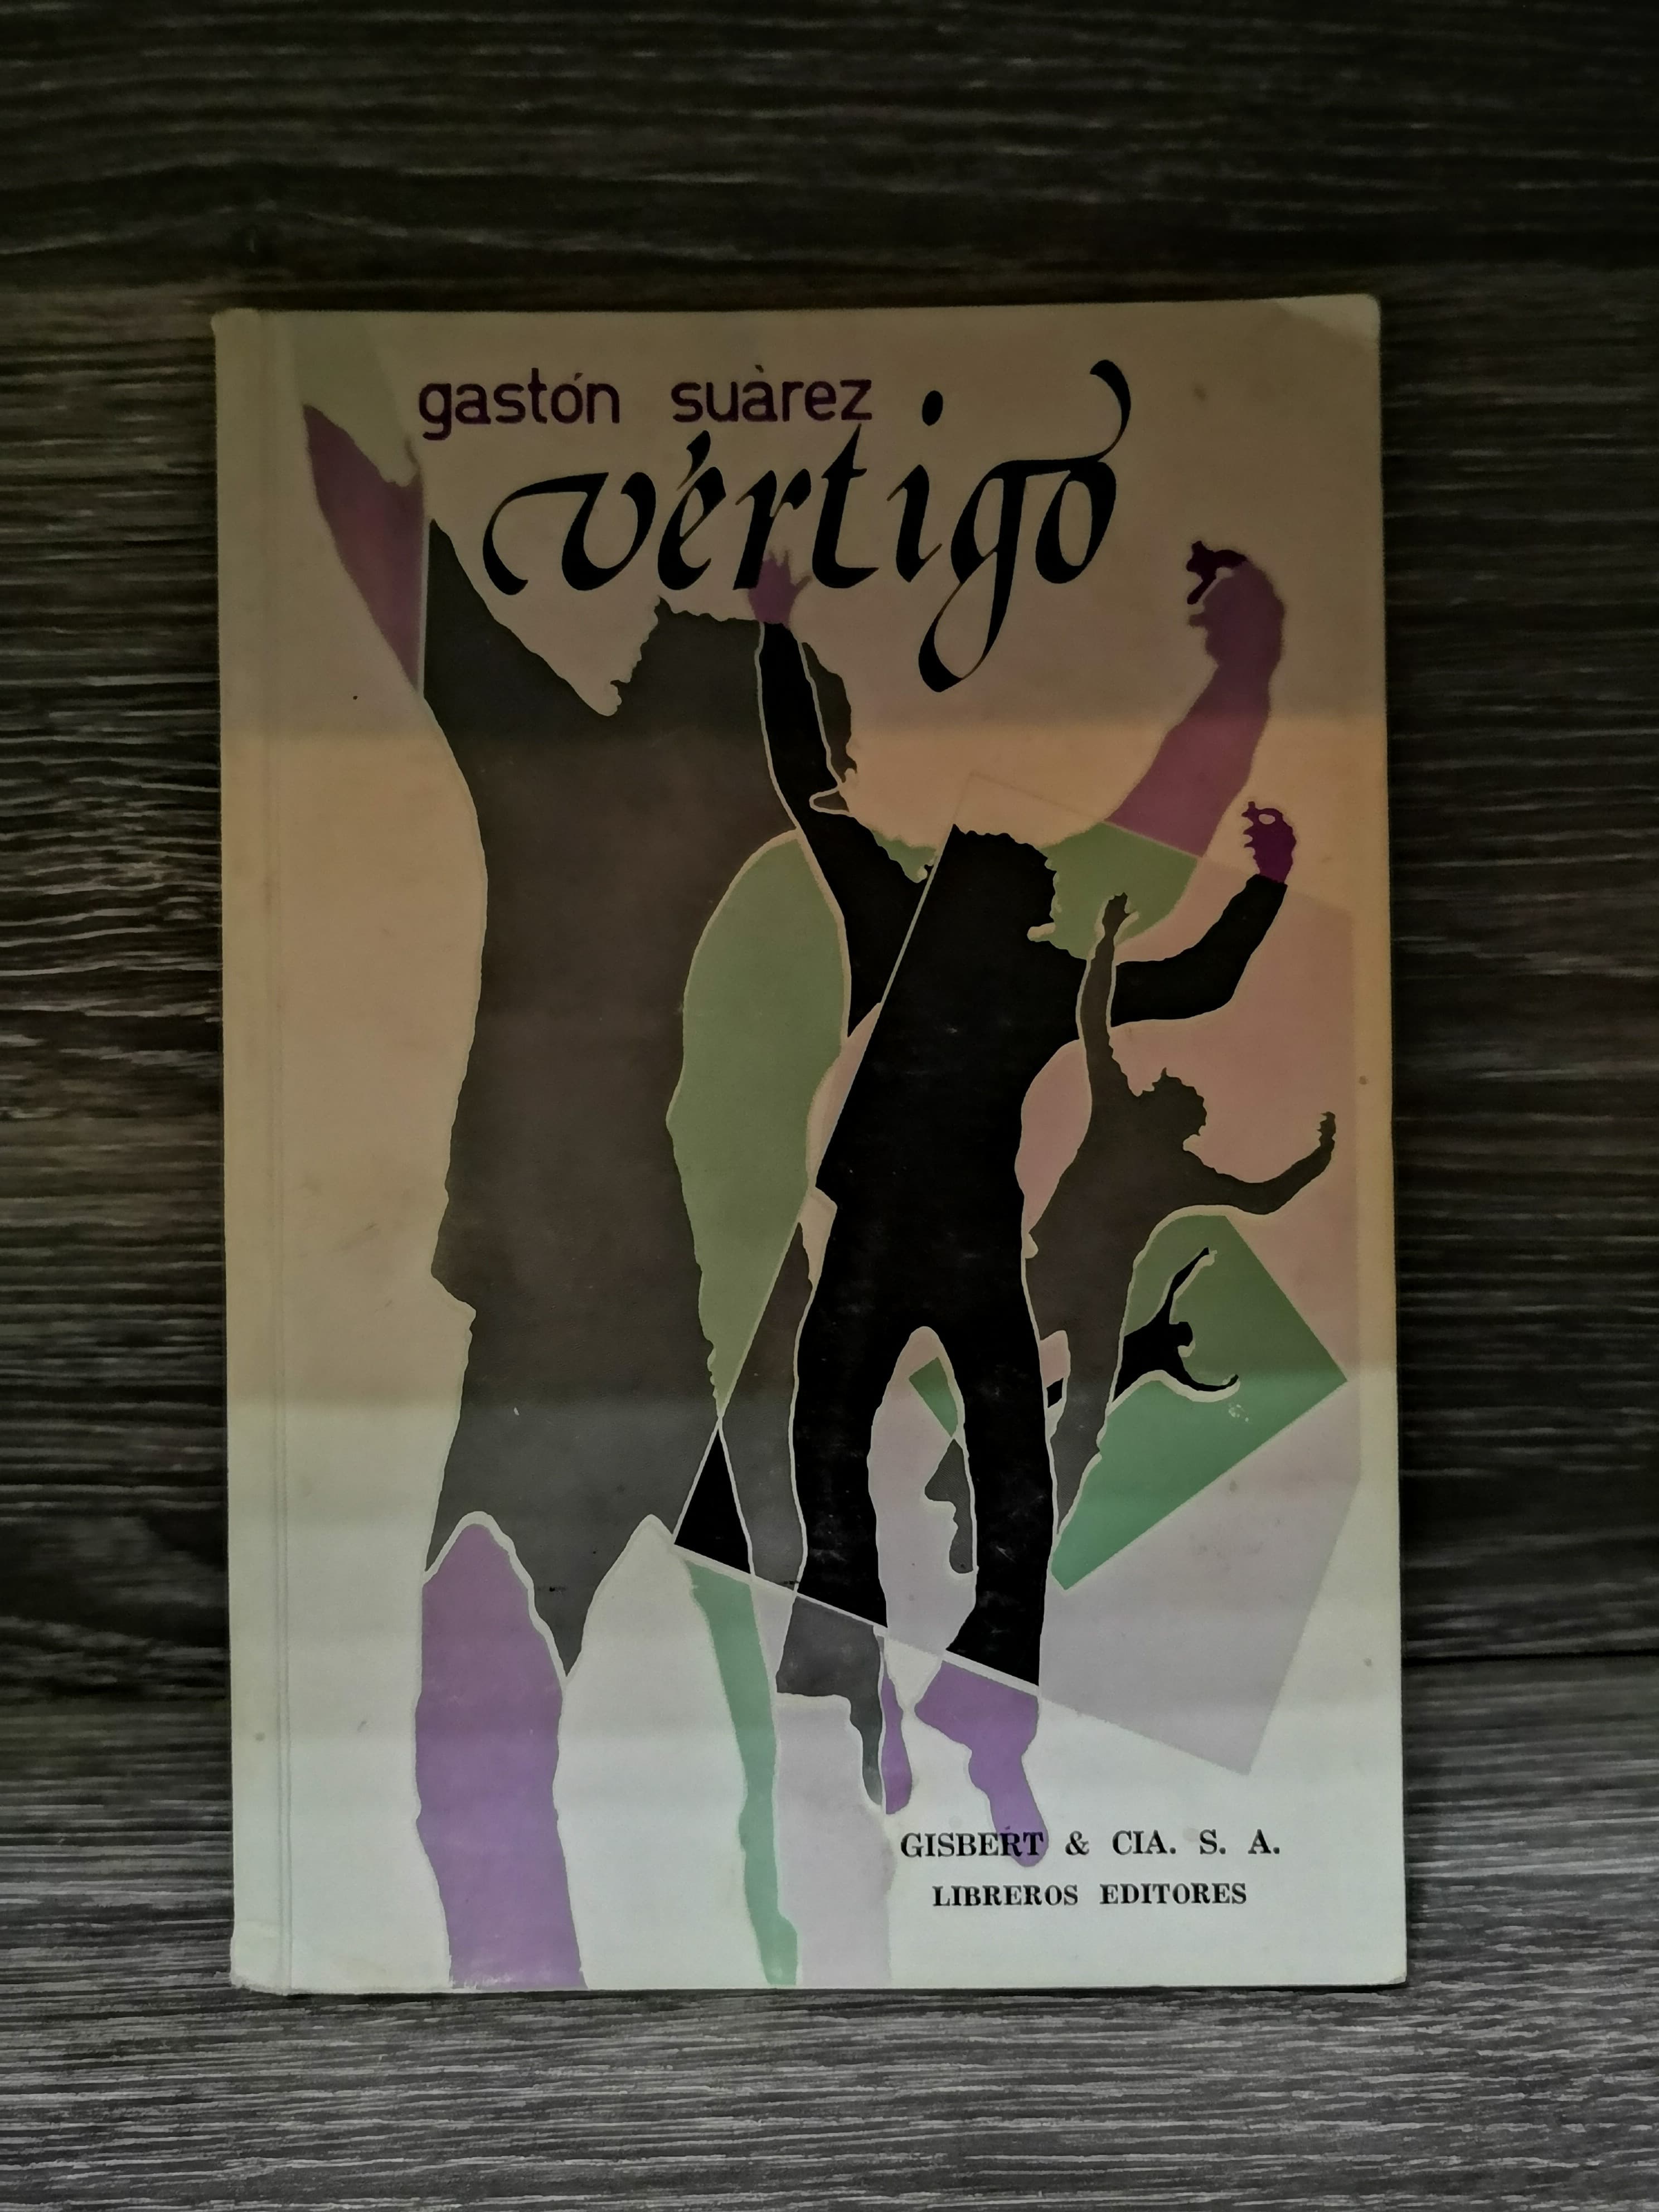 gastón suàrez
vértigo
GISBERT & CIA. S. A.
LIBREROS EDITORES